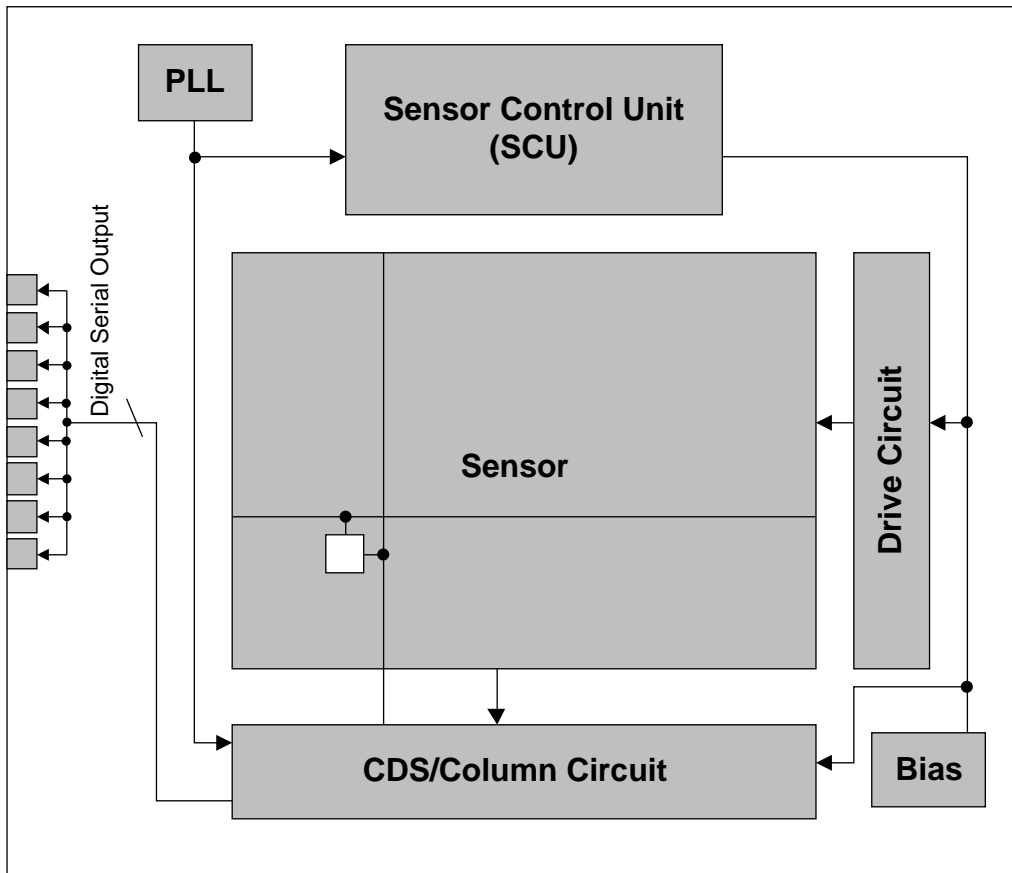 PLL
Sensor Control Unit
(SCU)
Digital Serial Output
Sensor
Drive Circuit
CDS/Column Circuit
Bias